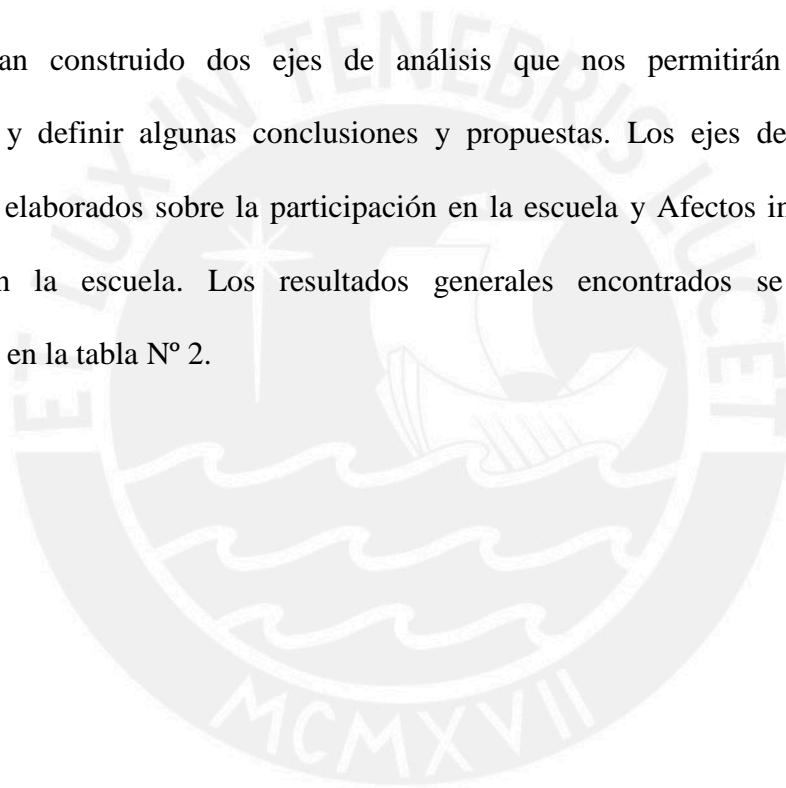 an construido dos ejes de análisis que nos permitirán
y definir algunas conclusiones y propuestas. Los ejes de
elaborados sobre la participación en la escuela y Afectos in
n la escuela. Los resultados generales encontrados se
en la tabla Nº 2.
ET LUX IN TENEBRIS LUCET
MCMXVII